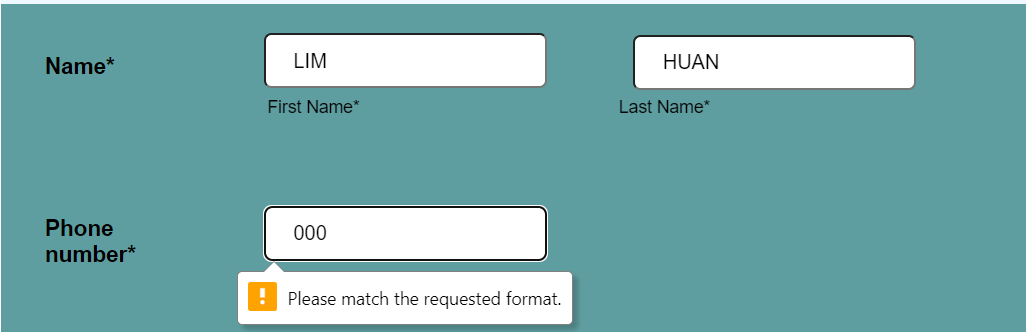 Name*
LIM
HUAN
First Name*
Last Name*
Phone
number*
000
Please match the requested format.